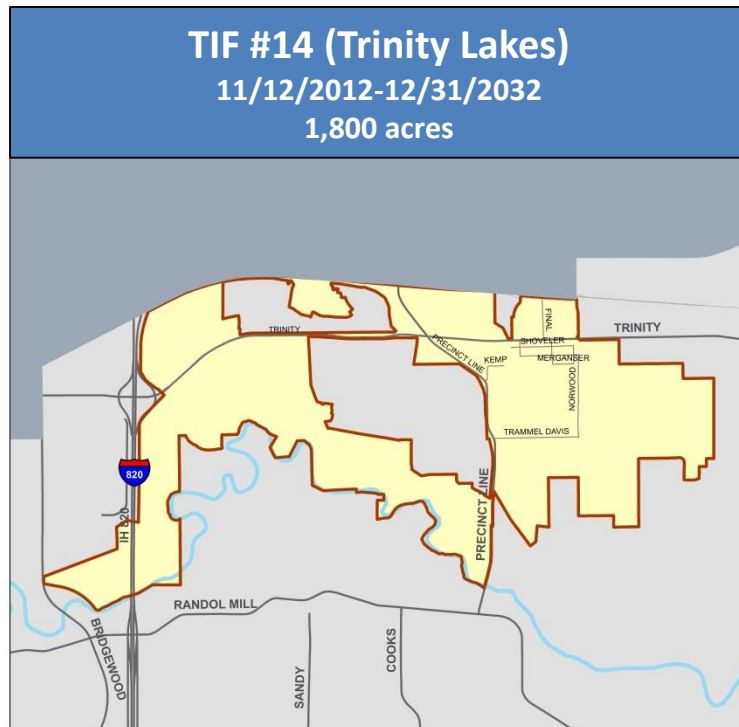 TIF #14 (Trinity Lakes)
11/12/2012-12/31/2032
1,800 acres
FINAL
TRINITY
TRINITY
SHOVELER
PRECINCT LINE
KEMP
MERGANSER
NORWOOD
TRAMMEL DAVIS
820
IH 820
PRECINCT LINE
RANDOL MILL
BRIDGEWOOD
SANDY
COOKS